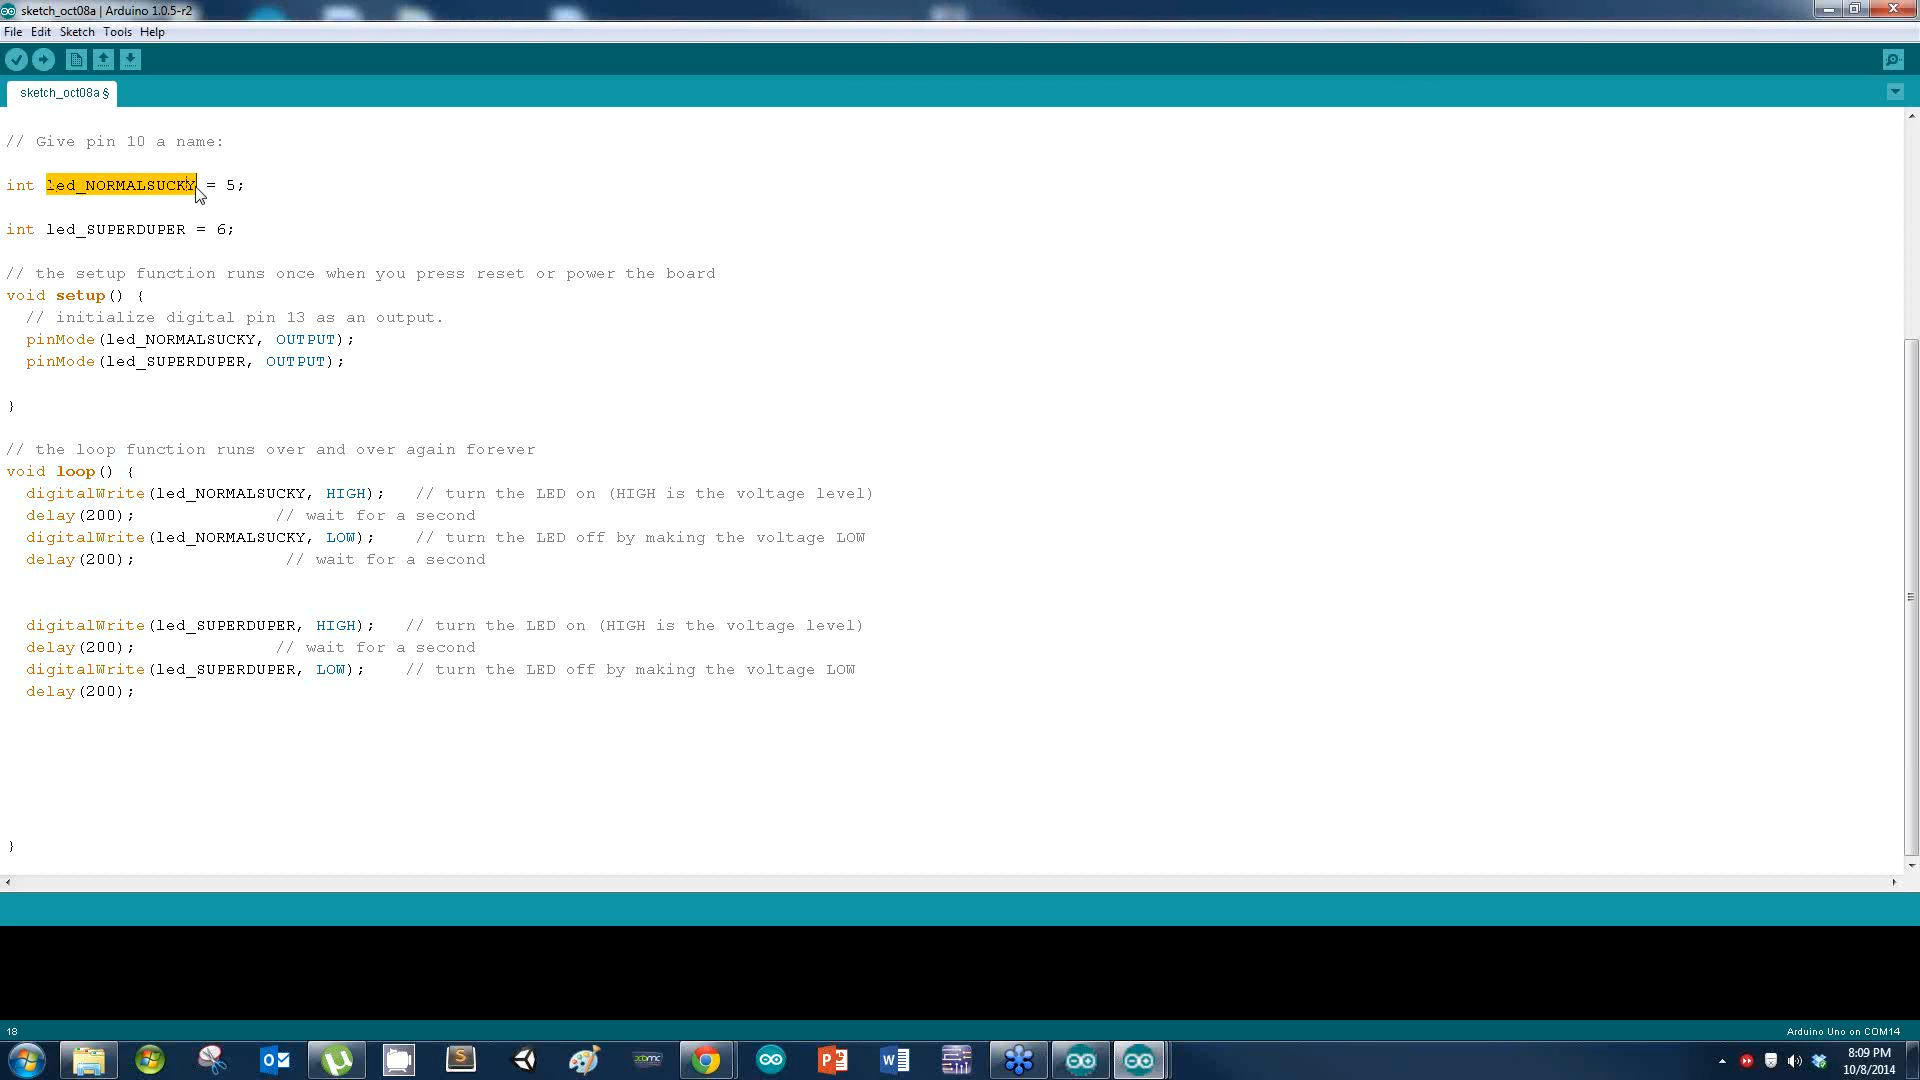 sketch_oct08a | Arduino 1.0.5-r2
File Edit Sketch Tools Help
sketch_oct08a §
// Give pin 10 a name:
int led_NORMALSUCKY = 5;
int led_SUPERDUPER = 6;
// the setup function runs once when you press reset or power the board
void setup() {
// initialize digital pin 13 as an output.
pinMode(led_NORMALSUCKY, OUTPUT);
pinMode(led_SUPERDUPER, OUTPUT);
}
// the loop function runs over and over again forever
void loop() {
digitalWrite(led_NORMALSUCKY, HIGH);   // turn the LED on (HIGH is the voltage level)
delay(200);              // wait for a second
digitalWrite(led_NORMALSUCKY, LOW);    // turn the LED off by making the voltage LOW
delay(200);               // wait for a second
digitalWrite(led_SUPERDUPER, HIGH);   // turn the LED on (HIGH is the voltage level)
delay(200);              // wait for a second
digitalWrite(led_SUPERDUPER, LOW);    // turn the LED off by making the voltage LOW
delay(200);
}
18
Arduino Uno on COM14
xbmc
8:09 PM
10/8/2014